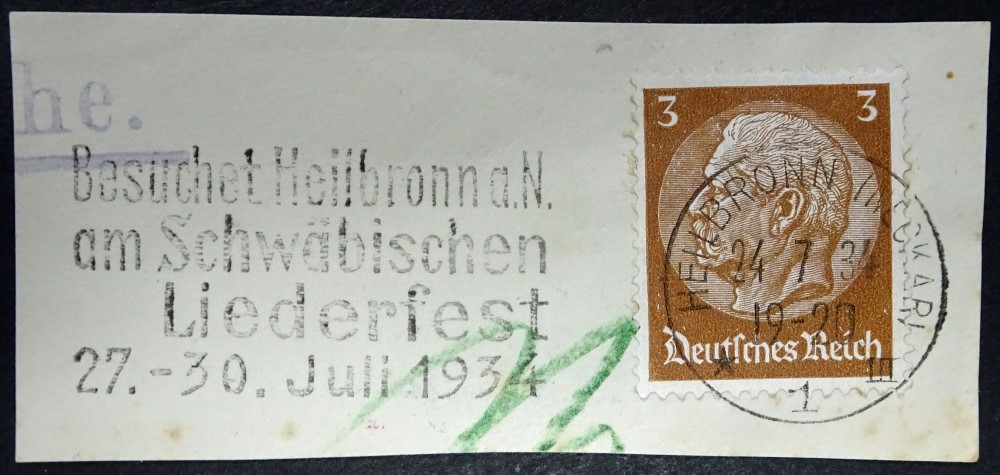 he.
Besuchet Heilbronn a.N.
am Schwäbischen
Liederfest
27.-30. Juli 1934
3 3
HEILBRONN (NECKAR)
24 7 34
19-20
Deutsches Reich
* 1 III